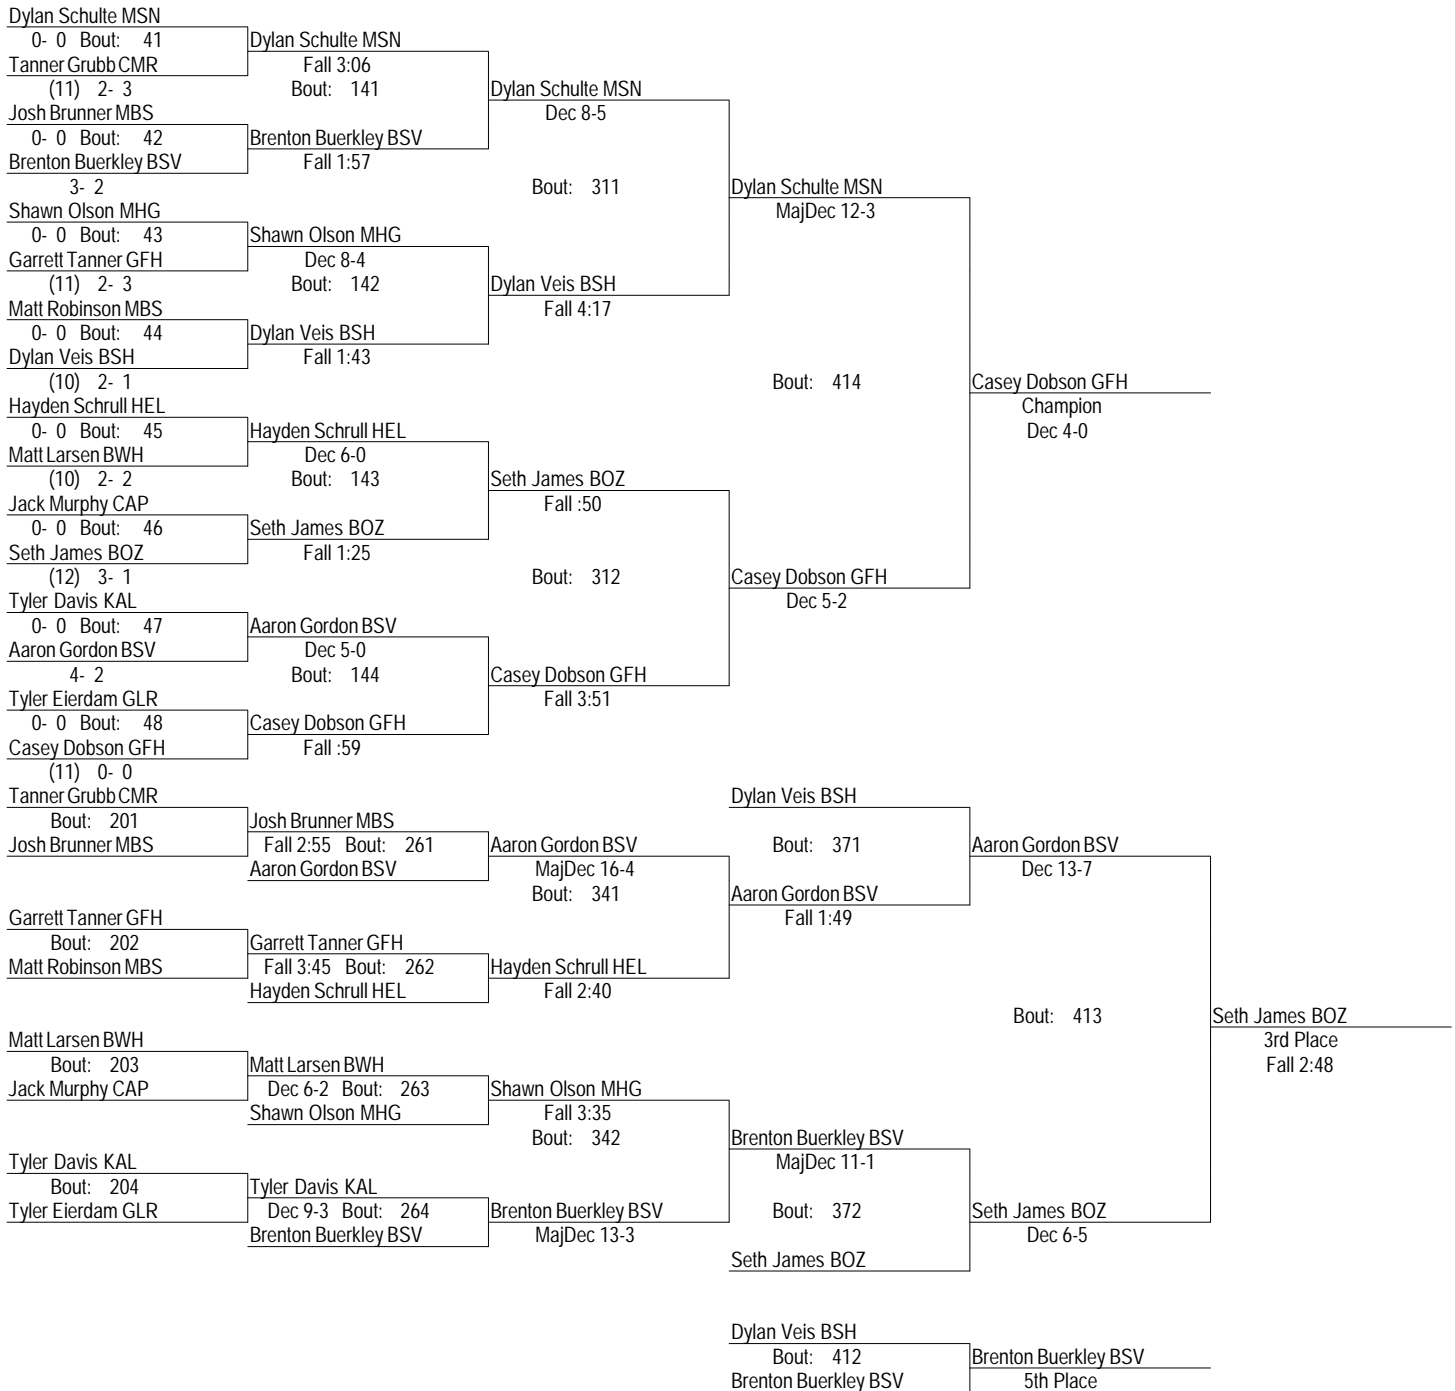 Dylan Schulte MSN
0- 0 Bout: 41 Dylan Schulte MSN
Tanner Grubb CMR Fall 3:06
(11) 2- 3 Bout: 141 Dylan Schulte MSN
Josh Brunner MBS Dec 8-5
0- 0 Bout: 42 Brenton Buerkley BSV
Brenton Buerkley BSV Fall 1:57
3- 2 Bout: 311 Dylan Schulte MSN
Shawn Olson MHG MajDec 12-3
0- 0 Bout: 43 Shawn Olson MHG
Garrett Tanner GFH Dec 8-4
(11) 2- 3 Bout: 142 Dylan Veis BSH
Matt Robinson MBS Fall 4:17
0- 0 Bout: 44 Dylan Veis BSH
Dylan Veis BSH Fall 1:43
(10) 2- 1 Bout: 414 Casey Dobson GFH
Hayden Schrull HEL Champion
0- 0 Bout: 45 Hayden Schrull HEL Dec 4-0
Matt Larsen BWH Dec 6-0
(10) 2- 2 Bout: 143 Seth James BOZ
Jack Murphy CAP Fall :50
0- 0 Bout: 46 Seth James BOZ
Seth James BOZ Fall 1:25
(12) 3- 1 Bout: 312 Casey Dobson GFH
Tyler Davis KAL Dec 5-2
0- 0 Bout: 47 Aaron Gordon BSV
Aaron Gordon BSV Dec 5-0
4- 2 Bout: 144 Casey Dobson GFH
Tyler Eierdam GLR Fall 3:51
0- 0 Bout: 48 Casey Dobson GFH
Casey Dobson GFH Fall :59
(11) 0- 0
Tanner Grubb CMR Dylan Veis BSH
Bout: 201 Josh Brunner MBS
Josh Brunner MBS Fall 2:55 Bout: 261 Aaron Gordon BSV Bout: 371 Aaron Gordon BSV
Aaron Gordon BSV MajDec 16-4 Dec 13-7
Bout: 341 Aaron Gordon BSV
Garrett Tanner GFH Fall 1:49
Bout: 202 Garrett Tanner GFH
Matt Robinson MBS Fall 3:45 Bout: 262 Hayden Schrull HEL
Hayden Schrull HEL Fall 2:40
Bout: 413 Seth James BOZ
Matt Larsen BWH 3rd Place
Bout: 203 Matt Larsen BWH Fall 2:48
Jack Murphy CAP Dec 6-2 Bout: 263 Shawn Olson MHG
Shawn Olson MHG Fall 3:35
Bout: 342 Brenton Buerkley BSV
Tyler Davis KAL MajDec 11-1
Bout: 204 Tyler Davis KAL
Tyler Eierdam GLR Dec 9-3 Bout: 264 Brenton Buerkley BSV Bout: 372 Seth James BOZ
Brenton Buerkley BSV MajDec 13-3 Dec 6-5
Seth James BOZ
Dylan Veis BSH
Bout: 412 Brenton Buerkley BSV
Brenton Buerkley BSV 5th Place